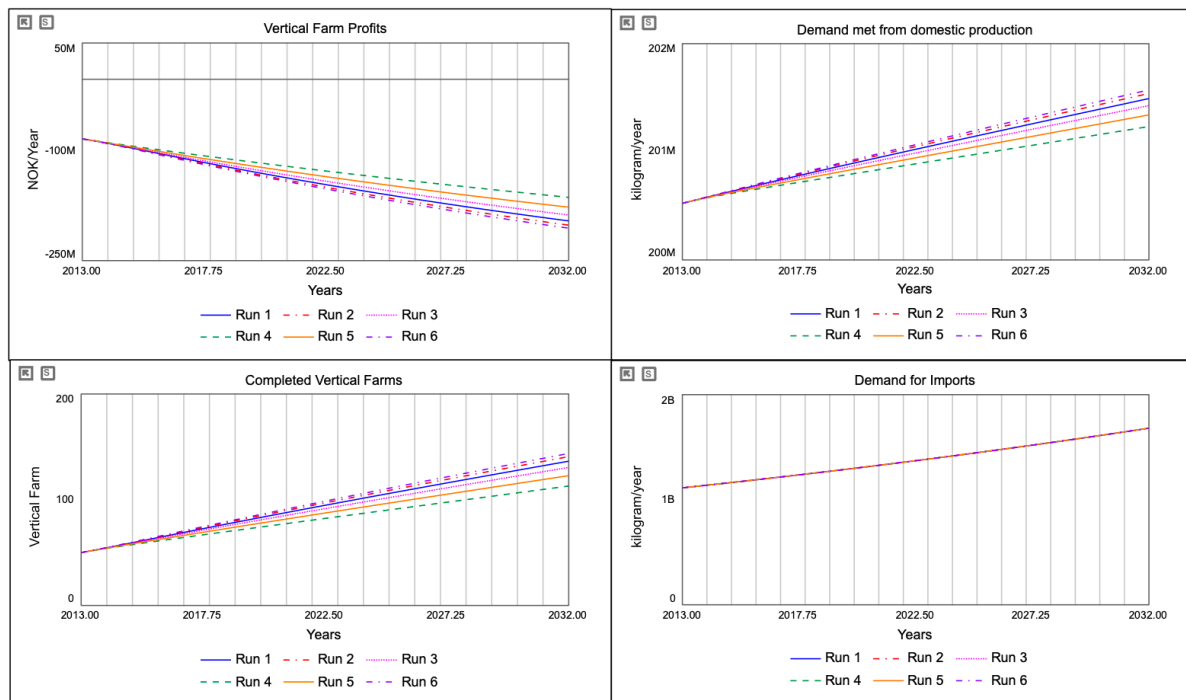 S
Vertical Farm Profits
50M
-100M
-250M
NOK/Year
2013.00 2017.75 2022.50 2027.25 2032.00
Years
Run 1 Run 2 Run 3
Run 4 Run 5 Run 6
S
Demand met from domestic production
202M
201M
200M
kilogram/year
2013.00 2017.75 2022.50 2027.25 2032.00
Years
Run 1 Run 2 Run 3
Run 4 Run 5 Run 6
S
Completed Vertical Farms
200
100
0
Vertical Farm
2013.00 2017.75 2022.50 2027.25 2032.00
Years
Run 1 Run 2 Run 3
Run 4 Run 5 Run 6
S
Demand for Imports
2B
1B
0
kilogram/year
2013.00 2017.75 2022.50 2027.25 2032.00
Years
Run 1 Run 2 Run 3
Run 4 Run 5 Run 6